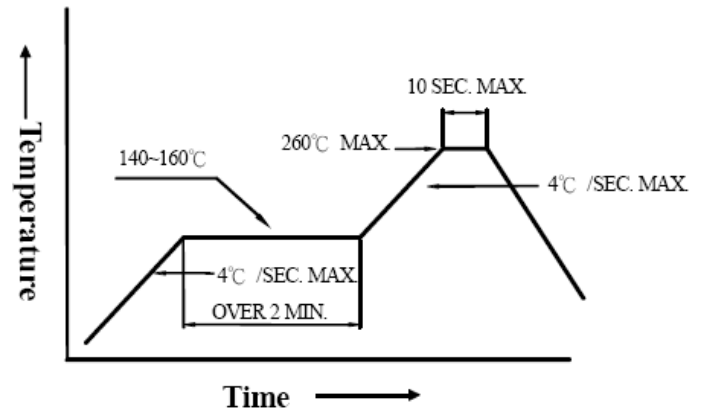 10 SEC. MAX.
260℃ MAX.
140~160℃
4℃ /SEC. MAX.
4℃ /SEC. MAX.
OVER 2 MIN.
Temperature
Time